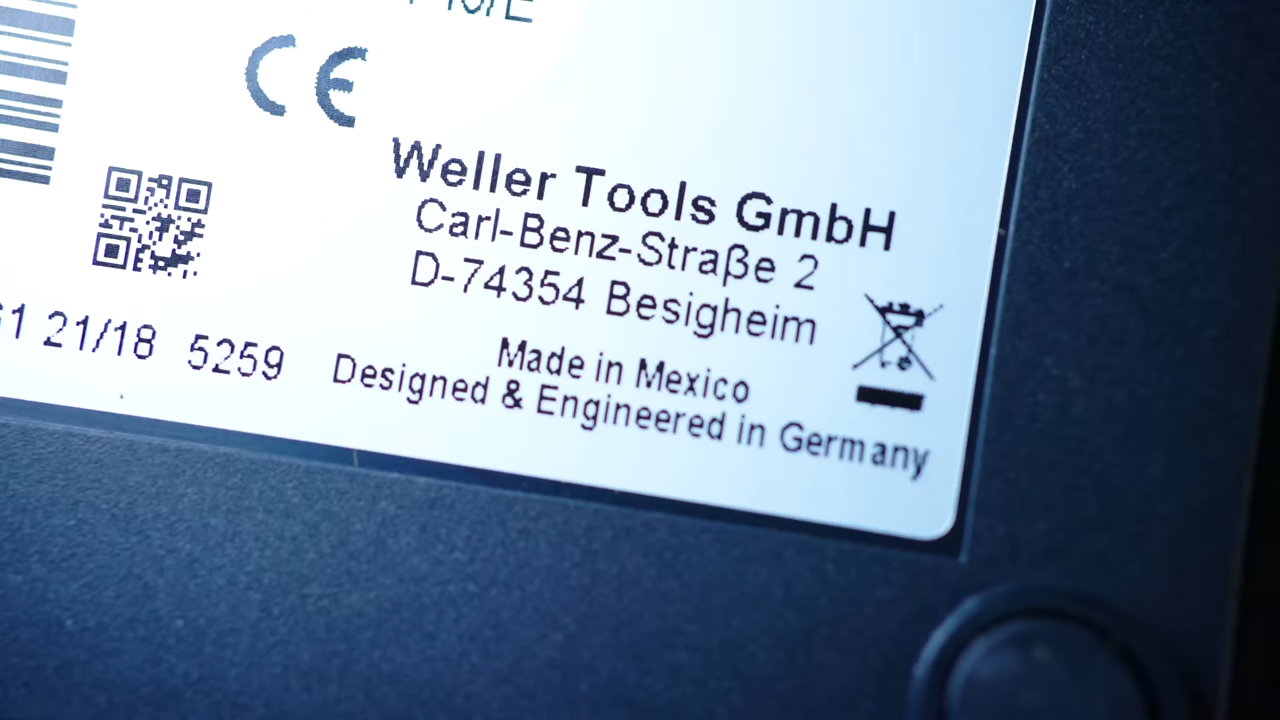 CE
Weller Tools GmbH
Carl-Benz-Straße 2
D-74354 Besigheim
1 21/18 5259
Made in Mexico
Designed & Engineered in Germany